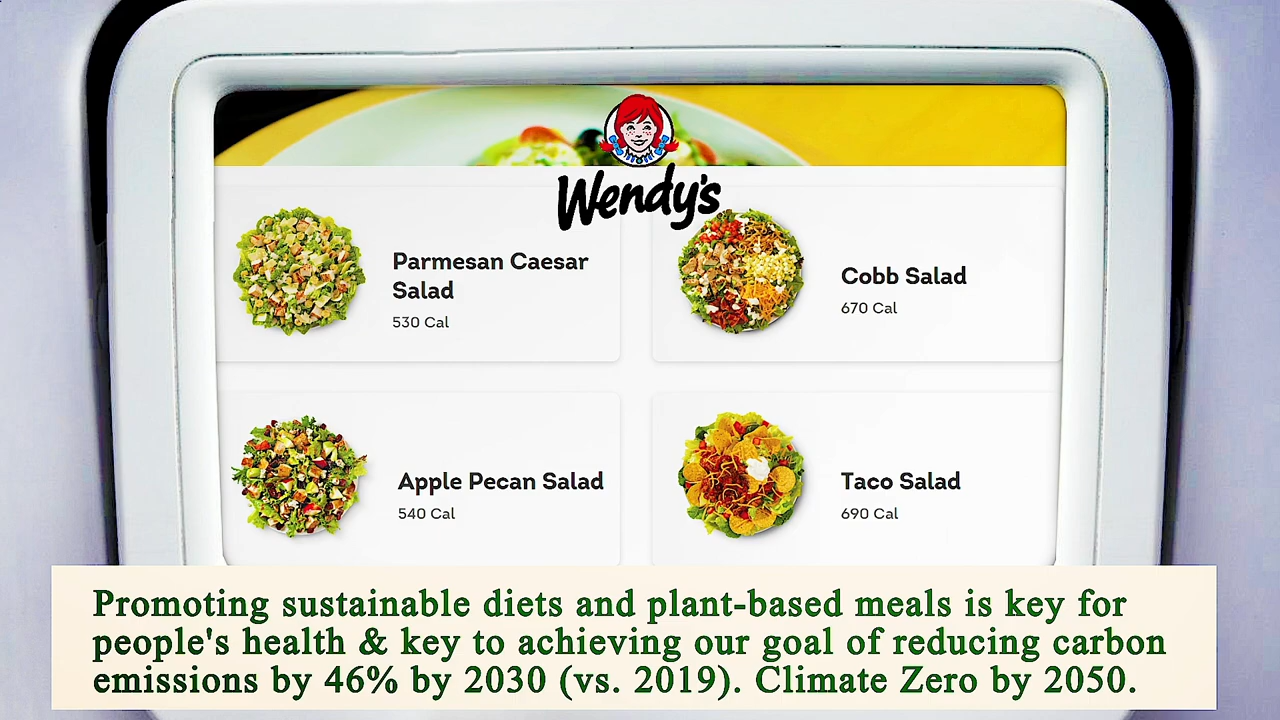 Wendy's
Parmesan Caesar
Salad
530 Cal
Cobb Salad
670 Cal
Apple Pecan Salad
540 Cal
Taco Salad
690 Cal
Promoting sustainable diets and plant-based meals is key for
people's health & key to achieving our goal of reducing carbon
emissions by 46% by 2030 (vs. 2019). Climate Zero by 2050.